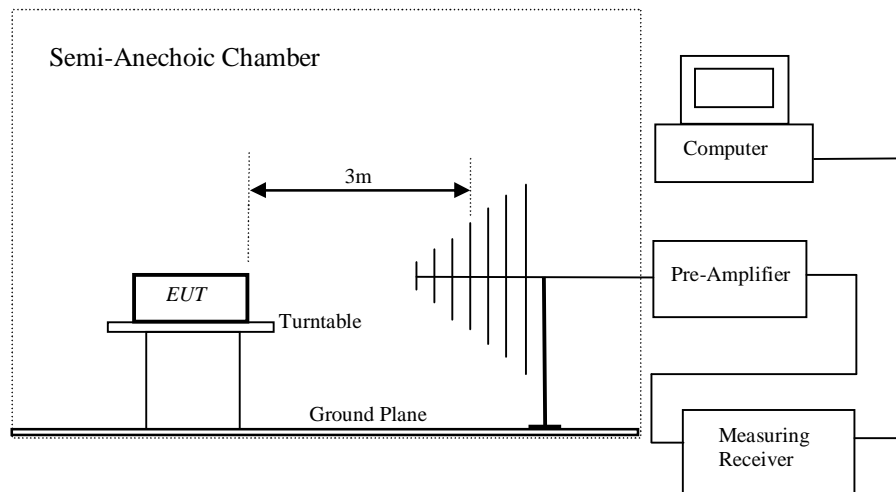 Semi-Anechoic Chamber
Computer
3m
Pre-Amplifier
EUT
Turntable
Ground Plane
Measuring
Receiver